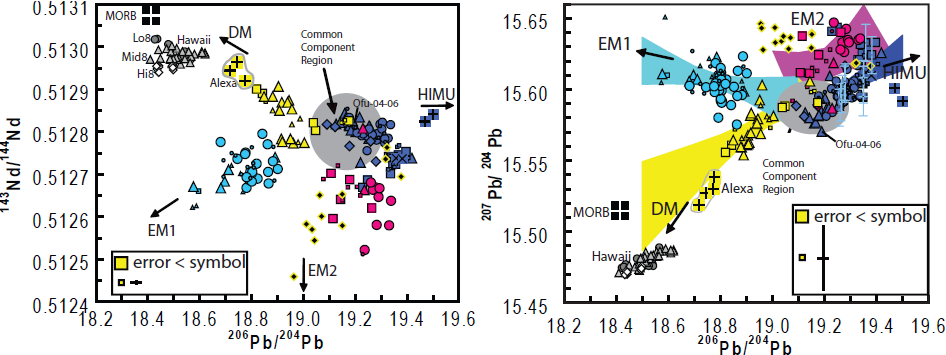 0.5131
0.5130
0.5129
0.5128
0.5127
0.5126
0.5125
0.5124
143Nd/144Nd
MORB
Lo8
Hawaii
Mid8
Hi8
DM
Alexa
Common
Component
Region
Ofu-04-06
HIMU
EM1
EM2
error < symbol
18.2 18.4 18.6 18.8 19.0 19.2 19.4 19.6
206Pb/204Pb
15.65
15.60
15.55
15.50
15.45
207Pb/ 204Pb
EM2
EM1
HIMU
Ofu-04-06
Common
Component
Region
Alexa
MORB
DM
Hawaii
error < symbol
18.2 18.4 18.6 18.8 19.0 19.2 19.4 19.6
206Pb/204Pb